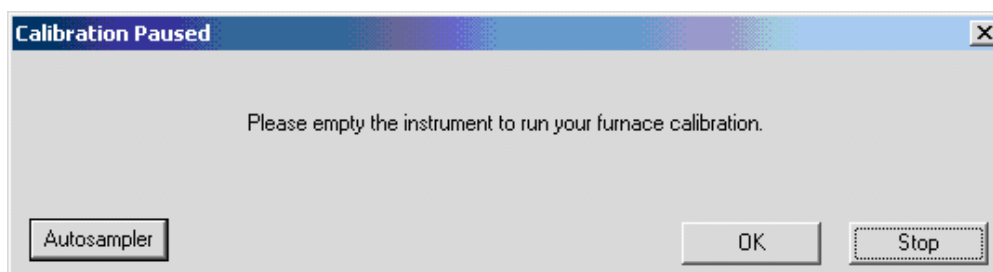 Calibration Paused
Please empty the instrument to run your furnace calibration.
Autosampler
OK
Stop